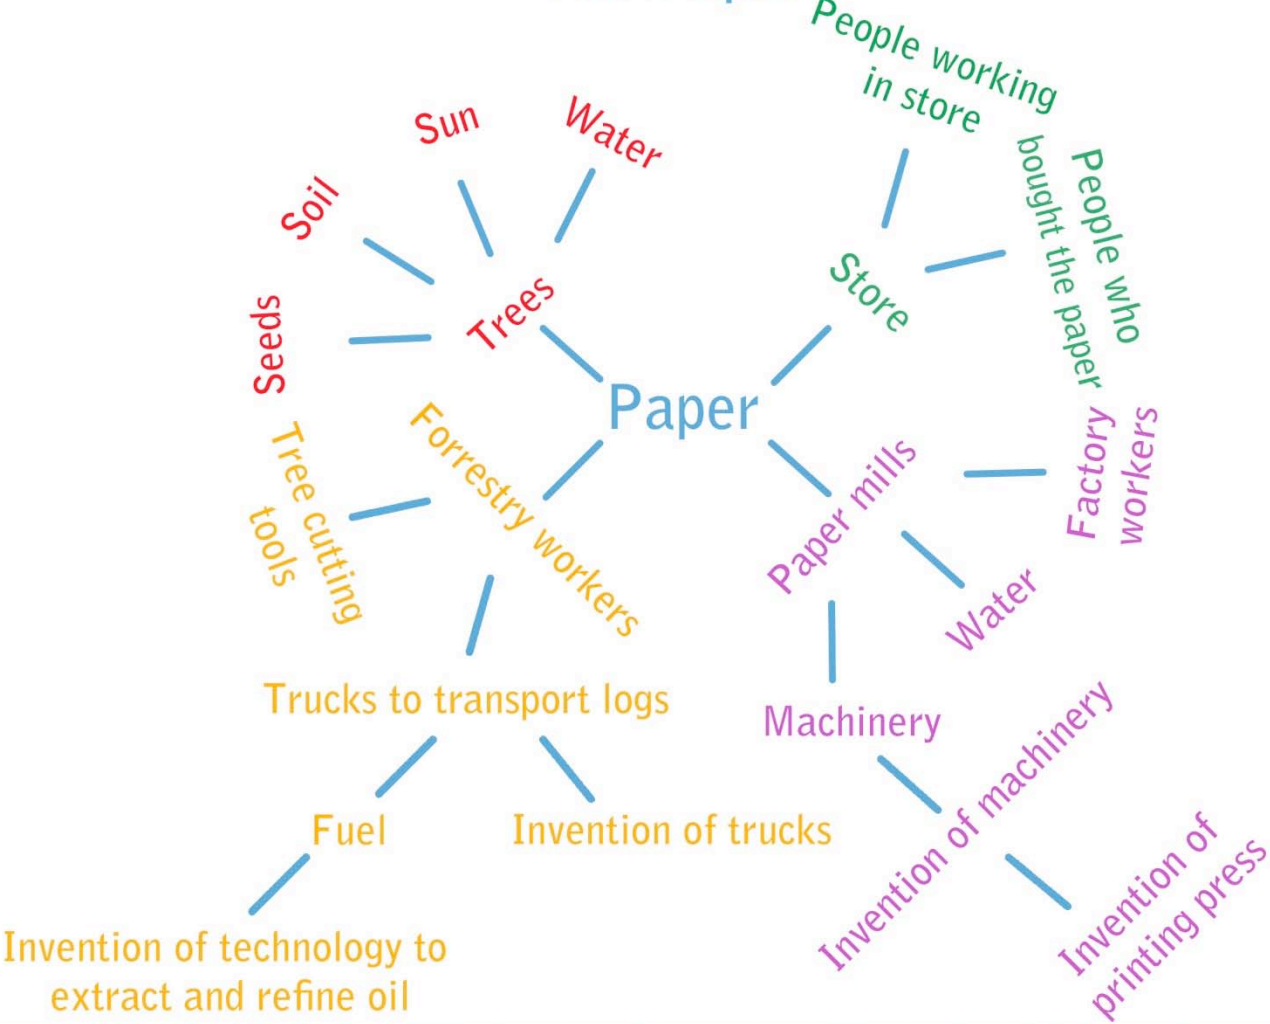 People working
in store
Sun
Water
Soil
People who
bought the paper
Store
Trees
Seeds
Paper
Forrestry workers
Tree cutting
tools
Paper mills
Factory
workers
Water
Trucks to transport logs
Machinery
Fuel
Invention of trucks
Invention of machinery
Invention of
printing press
Invention of technology to
extract and refine oil